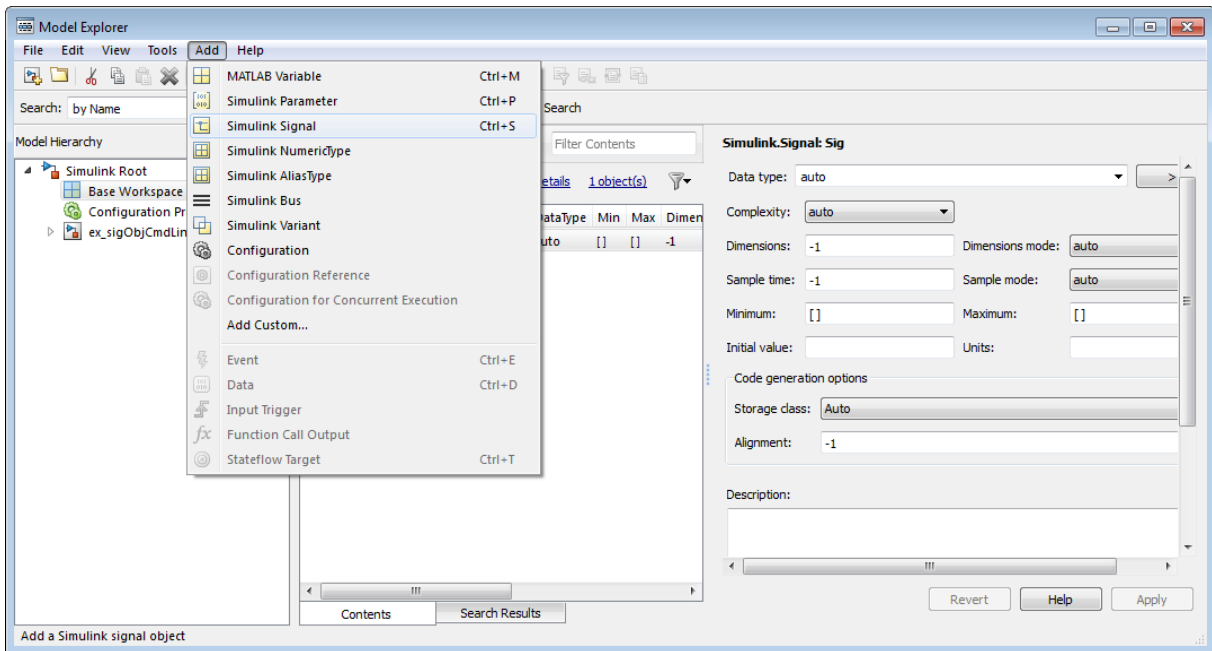 Model Explorer
File Edit View Tools Add Help
Search: by Name
Search
MATLAB Variable Ctrl+M
Simulink Parameter Ctrl+P
Simulink Signal Ctrl+S
Simulink NumericType
Simulink AliasType
Simulink Bus
Simulink Variant
Configuration
Configuration Reference
Configuration for Concurrent Execution
Add Custom...
Event Ctrl+E
Data Ctrl+D
Input Trigger
Function Call Output
Stateflow Target Ctrl+T
Model Hierarchy
Simulink Root
Base Workspace
Configuration Pr
ex_sigObjCmdLin
Filter Contents
etails 1 object(s)
DataType Min Max Dimen
uto [] [] -1
Contents Search Results
Simulink.Signal: Sig
Data type: auto >
Complexity: auto
Dimensions: -1 Dimensions mode: auto
Sample time: -1 Sample mode: auto
Minimum: [] Maximum: []
Initial value: Units:
Code generation options
Storage class: Auto
Alignment: -1
Description:
Revert Help Apply
Add a Simulink signal object